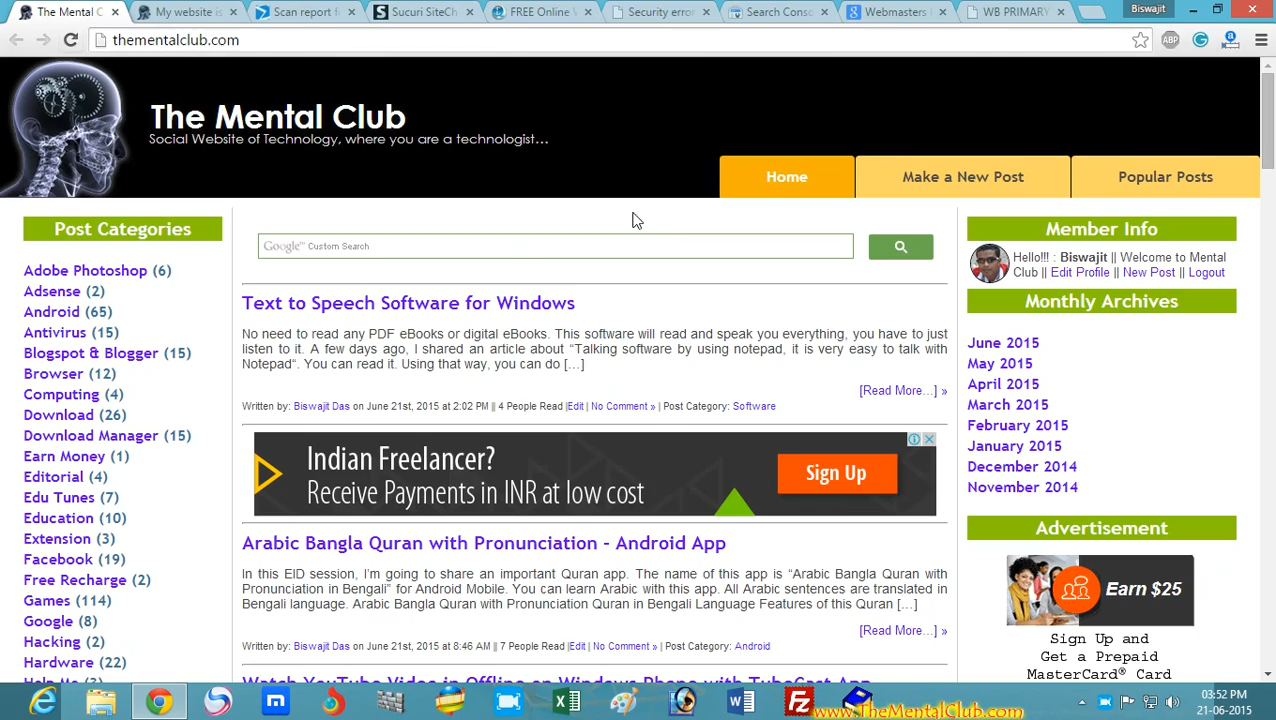 The Mental C
My website is
Scan report f
Sucuri SiteCh
FREE Online W
Security error
Search Conso
Webmasters
WB PRIMARY
Biswajit
thementalclub.com
ABP
The Mental Club
Social Website of Technology, where you are a technologist...
Home
Make a New Post
Popular Posts
Post Categories
Adobe Photoshop (6)
Adsense (2)
Android (65)
Antivirus (15)
Blogspot & Blogger (15)
Browser (12)
Computing (4)
Download (26)
Download Manager (15)
Earn Money (1)
Editorial (4)
Edu Tunes (7)
Education (10)
Extension (3)
Facebook (19)
Free Recharge (2)
Games (114)
Google (8)
Hacking (2)
Hardware (22)
Google™ Custom Search
Text to Speech Software for Windows
No need to read any PDF eBooks or digital eBooks. This software will read and speak you everything, you have to just
listen to it. A few days ago, I shared an article about “Talking software by using notepad, it is very easy to talk with
Notepad“. You can read it. Using that way, you can do […]
[Read More...] »
Written by: Biswajit Das on June 21st, 2015 at 2:02 PM || 4 People Read |Edit | No Comment » | Post Category: Software
Indian Freelancer?
Receive Payments in INR at low cost
Sign Up
Arabic Bangla Quran with Pronunciation – Android App
In this EID session, I’m going to share an important Quran app. The name of this app is “Arabic Bangla Quran with
Pronunciation in Bengali” for Android Mobile. You can learn Arabic with this app. All Arabic sentences are translated in
Bengali language. Arabic Bangla Quran with Pronunciation Quran in Bengali Language Features of this Quran […]
[Read More...] »
Written by: Biswajit Das on June 21st, 2015 at 8:46 AM || 7 People Read |Edit | No Comment » | Post Category: Android
Watch YouTube Video in Offline on Windows Phone with TubeCast App
Member Info
Hello!!! : Biswajit || Welcome to Mental
Club || Edit Profile || New Post || Logout
Monthly Archives
June 2015
May 2015
April 2015
March 2015
February 2015
January 2015
December 2014
November 2014
Advertisement
Earn $25
Sign Up and
Get a Prepaid
MasterCard® Card
www.TheMentalClub.com
03:52 PM
21-06-2015